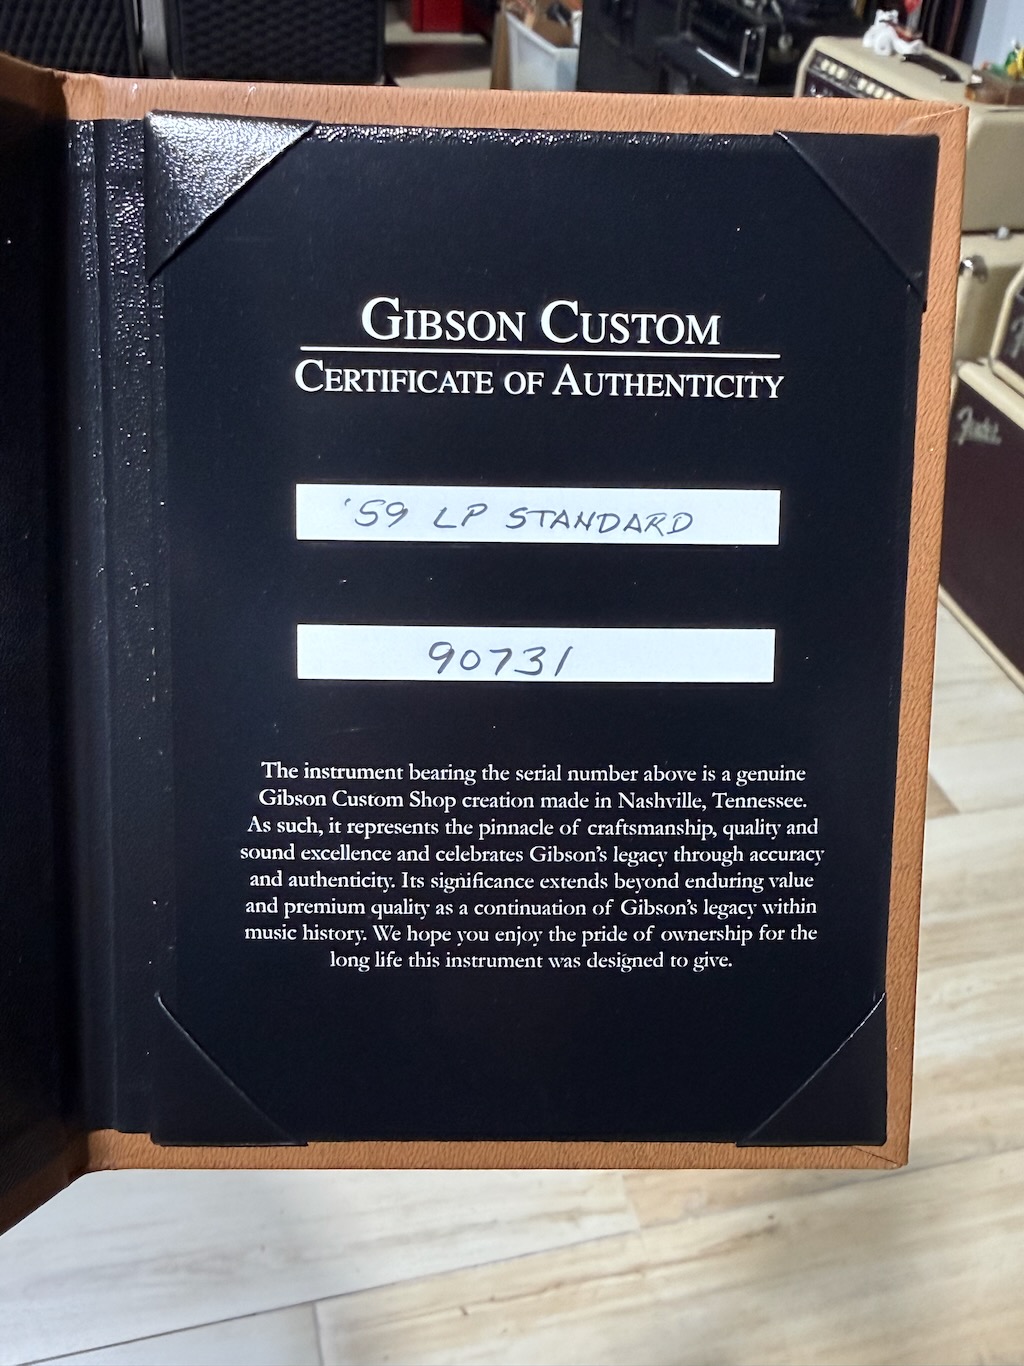 GIBSON CUSTOM
CERTIFICATE OF AUTHENTICITY
'59 LP STANDARD
90731
The instrument bearing the serial number above is a genuine
Gibson Custom Shop creation made in Nashville, Tennessee.
As such, it represents the pinnacle of craftsmanship, quality and
sound excellence and celebrates Gibson's legacy through accuracy
and authenticity. Its significance extends beyond enduring value
and premium quality as a continuation of Gibson's legacy within
music history. We hope you enjoy the pride of ownership for the
long life this instrument was designed to give.
Fender